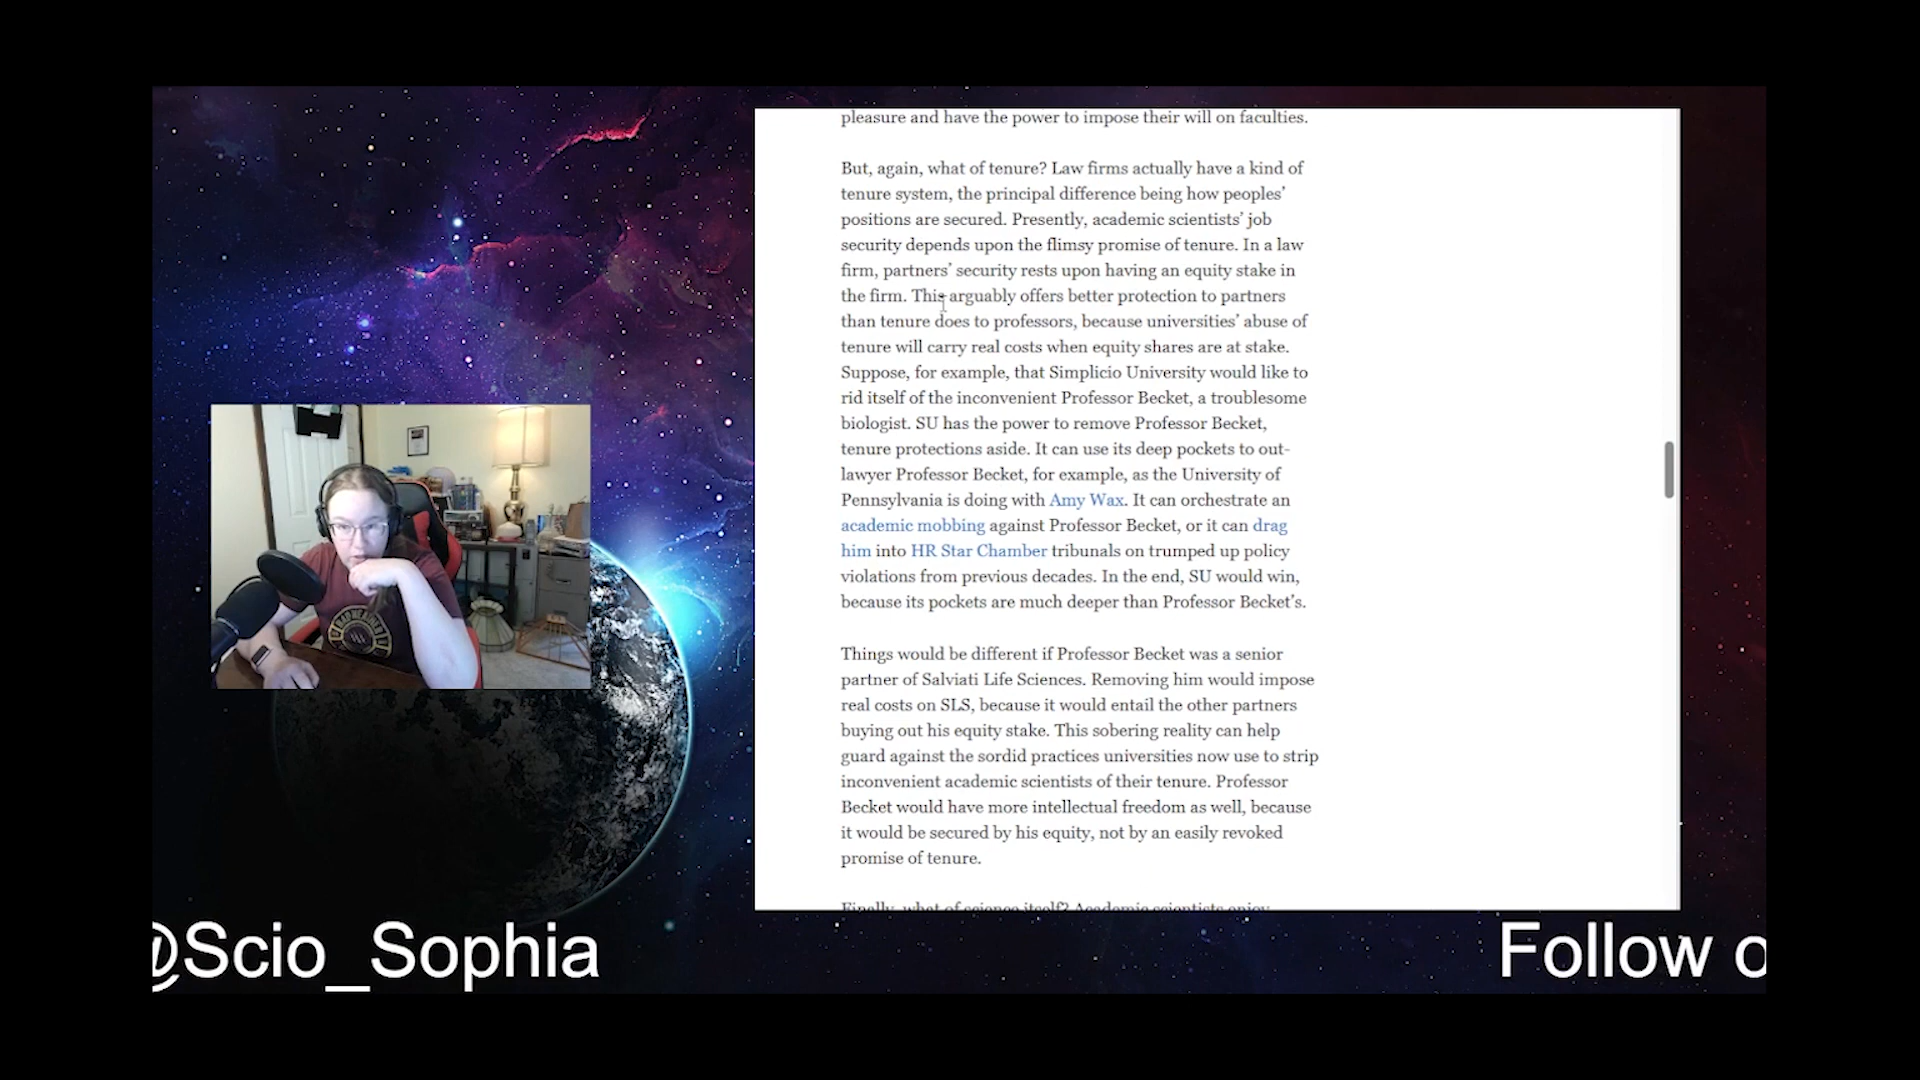 pleasure and have the power to impose their will on faculties.
But, again, what of tenure? Law firms actually have a kind of
tenure system, the principal difference being how peoples’
positions are secured. Presently, academic scientists’ job
security depends upon the flimsy promise of tenure. In a law
firm, partners’ security rests upon having an equity stake in
the firm. This arguably offers better protection to partners
than tenure does to professors, because universities’ abuse of
tenure will carry real costs when equity shares are at stake.
Suppose, for example, that Simplicio University would like to
rid itself of the inconvenient Professor Becket, a troublesome
biologist. SU has the power to remove Professor Becket,
tenure protections aside. It can use its deep pockets to out-
lawyer Professor Becket, for example, as the University of
Pennsylvania is doing with Amy Wax. It can orchestrate an
academic mobbing against Professor Becket, or it can drag
him into HR Star Chamber tribunals on trumped up policy
violations from previous decades. In the end, SU would win,
because its pockets are much deeper than Professor Becket’s.
Things would be different if Professor Becket was a senior
partner of Salviati Life Sciences. Removing him would impose
real costs on SLS, because it would entail the other partners
buying out his equity stake. This sobering reality can help
guard against the sordid practices universities now use to strip
inconvenient academic scientists of their tenure. Professor
Becket would have more intellectual freedom as well, because
it would be secured by his equity, not by an easily revoked
promise of tenure.
Finally, what of science itself? Academic scientists enjoy
@Scio_Sophia
Follow o